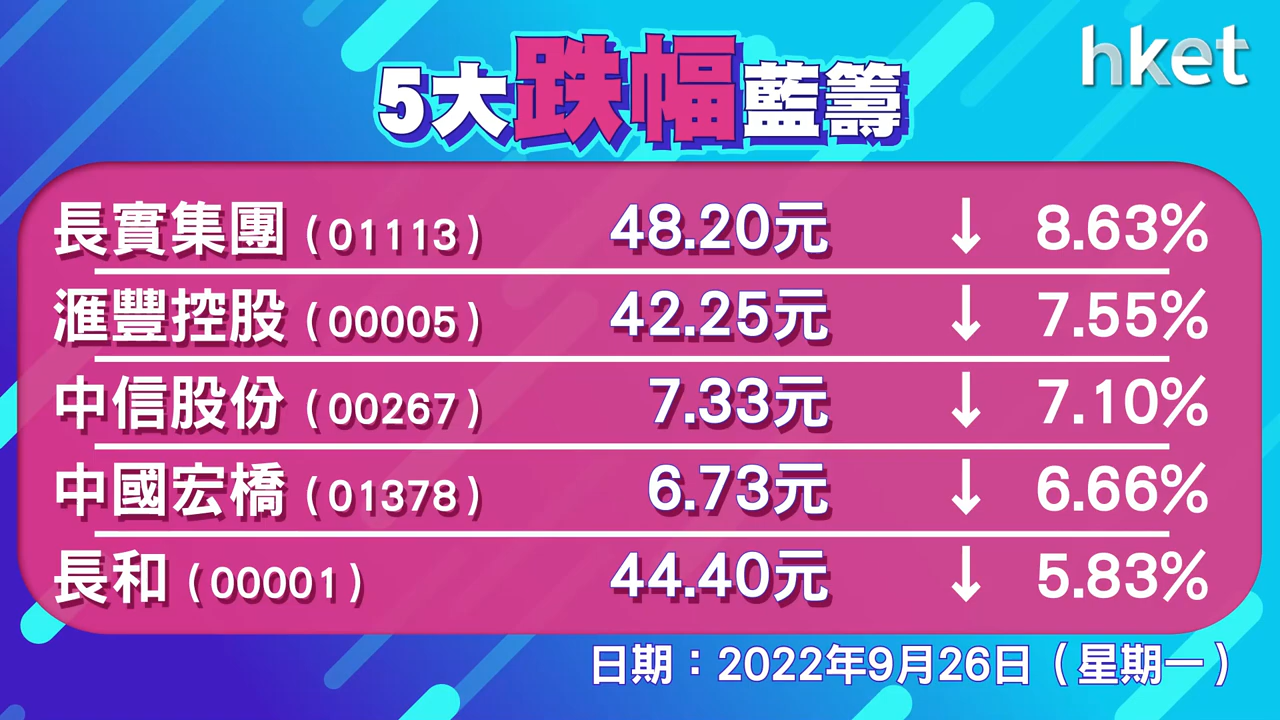 hket
5大跌幅藍籌
長實集團（01113） 48.20元 ↓ 8.63%
滙豐控股（00005） 42.25元 ↓ 7.55%
中信股份（00267） 7.33元 ↓ 7.10%
中國宏橋（01378） 6.73元 ↓ 6.66%
長和（00001） 44.40元 ↓ 5.83%
日期：2022年9月26日（星期一）